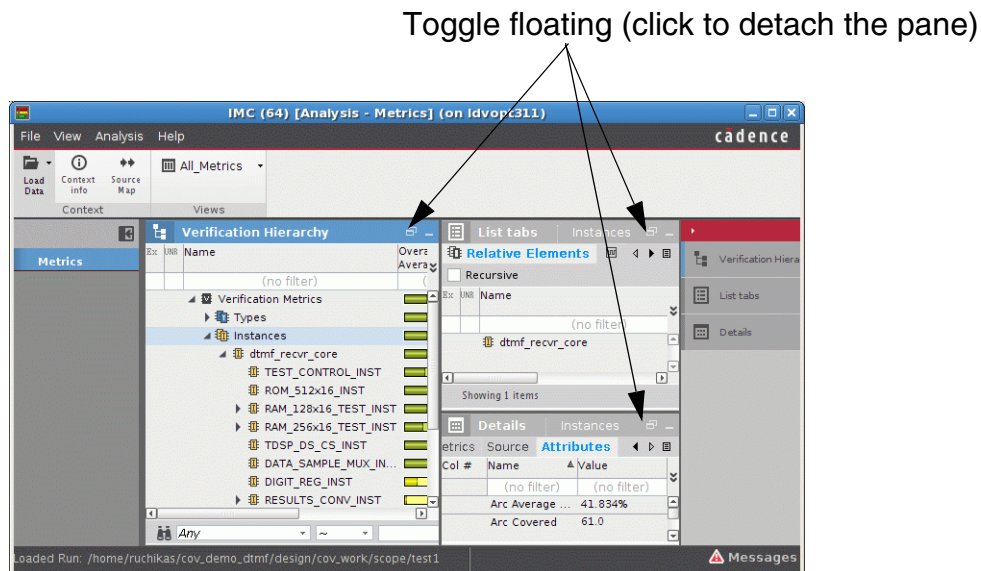 Toggle floating (click to detach the pane)
IMC (64) [Analysis - Metrics] (on ldvopt311)
File View Analysis Help
cādence
Load Data
Context info
Source Map
All_Metrics
Context
Views
Metrics
Verification Hierarchy
Ex UNR Name
Overa
Avera
(no filter)
(
Verification Metrics
Types
Instances
dtmf_recvr_core
TEST_CONTROL_INST
ROM_512x16_INST
RAM_128x16_TEST_INST
RAM_256x16_TEST_INST
TDSP_DS_CS_INST
DATA_SAMPLE_MUX_IN...
DIGIT_REG_INST
RESULTS_CONV_INST
Any
~
List tabs
Instances
Relative Elements
Recursive
Ex UNR Name
(no filter)
dtmf_recvr_core
Showing 1 items
Details
Instances
etrics Source Attributes
Col # Name Value
(no filter) (no filter)
Arc Average ... 41.834%
Arc Covered 61.0
Verification Hiera
List tabs
Details
Loaded Run: /home/ruchikas/cov_demo_dtmf/design/cov_work/scope/test1
Messages